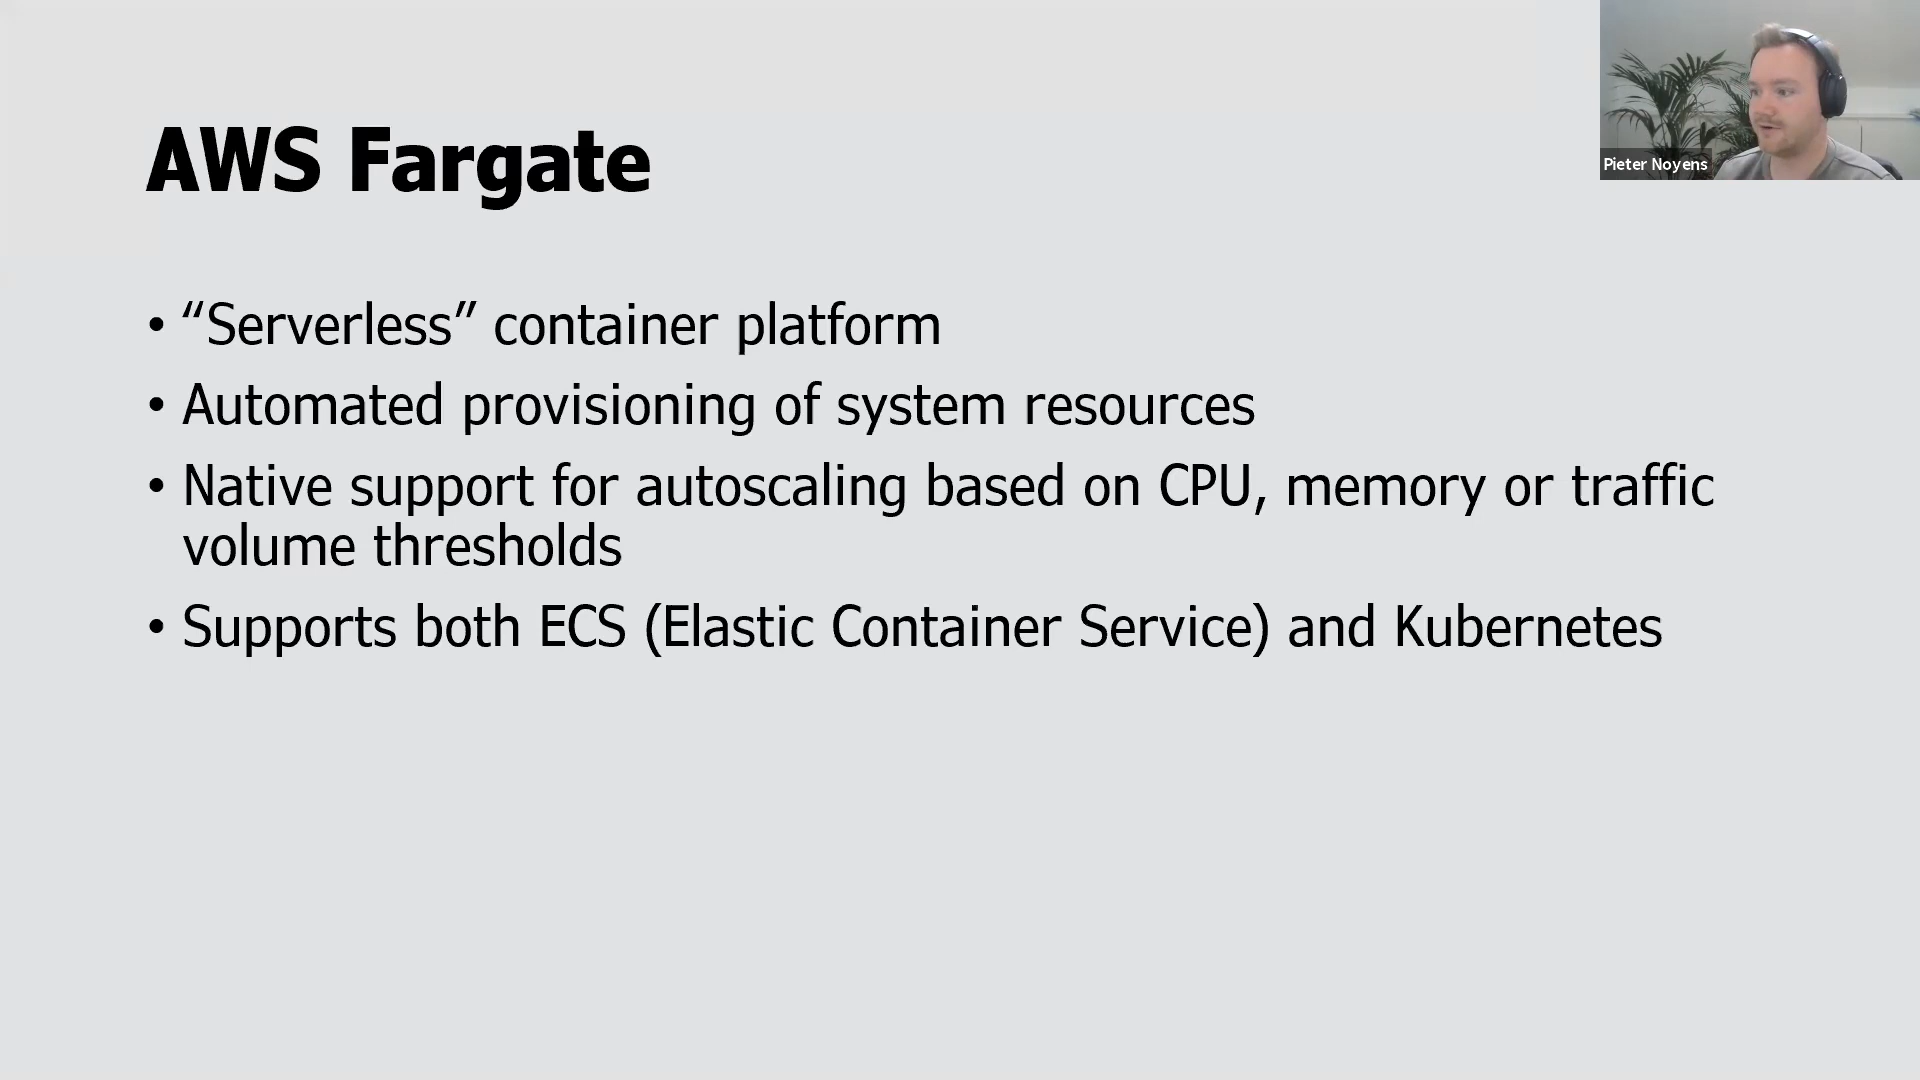 AWS Fargate
• “Serverless” container platform
• Automated provisioning of system resources
• Native support for autoscaling based on CPU, memory or traffic
volume thresholds
• Supports both ECS (Elastic Container Service) and Kubernetes
Pieter Noyens